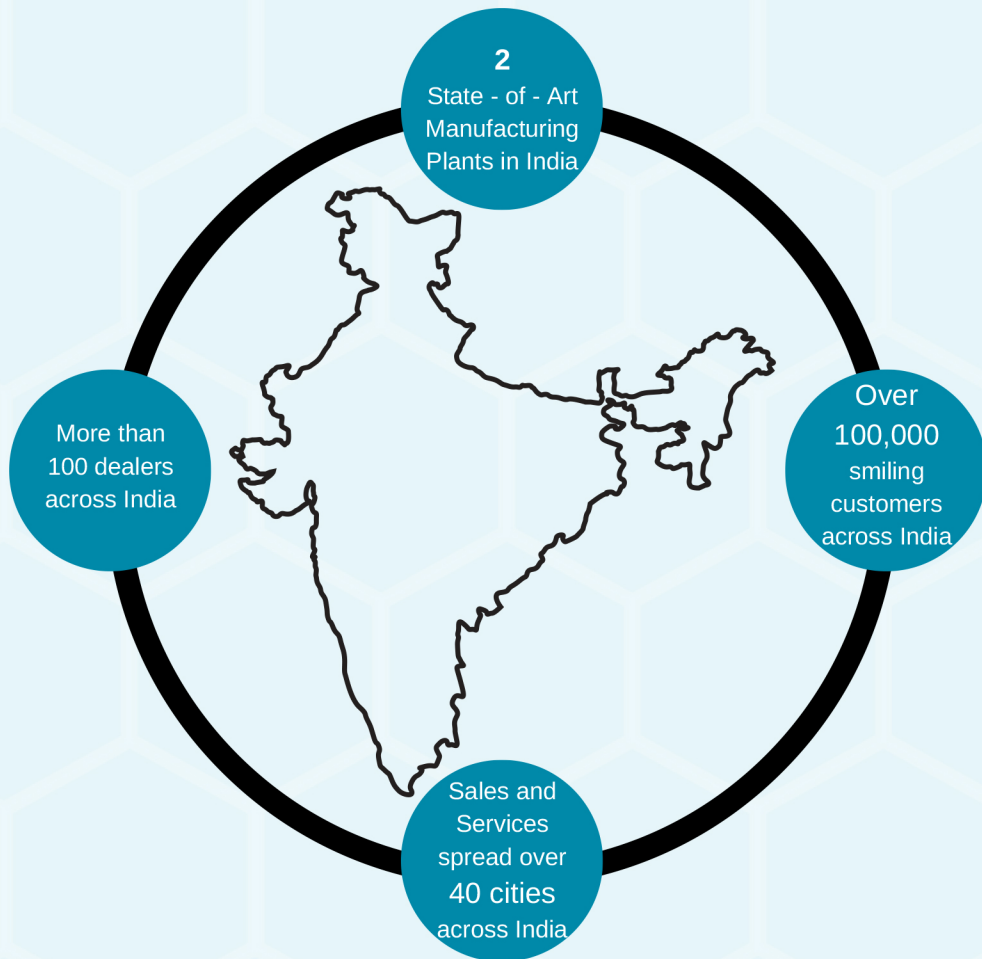 2
State - of - Art
Manufacturing
Plants in India
More than
100 dealers
across India
Over
100,000
smiling
customers
across India
Sales and
Services
spread over
40 cities
across India